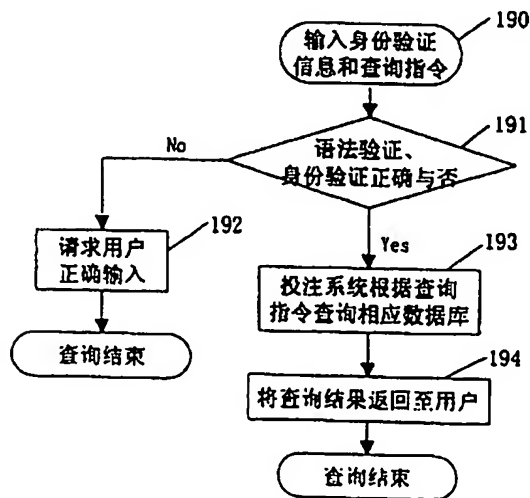 190
输入身份验证
信息和查询指令
191
语法验证、
身份验证正确与否
No
Yes
192
请求用户
正确输入
查询结束
193
投注系统根据查询
指令查询相应数据库
194
将查询结果返回至用户
查询结束